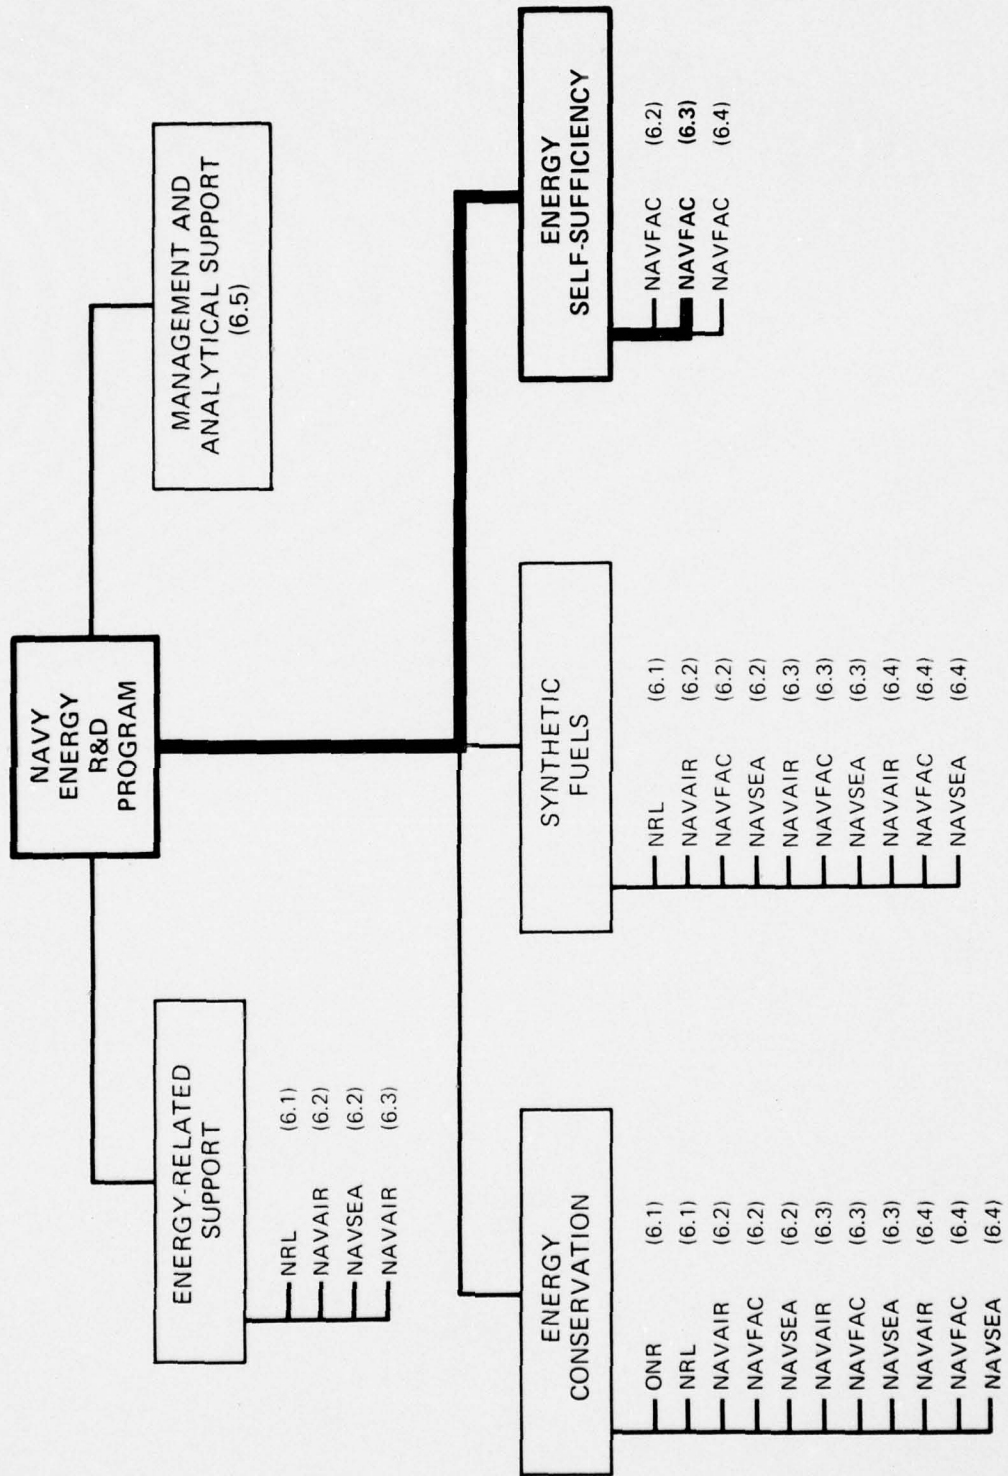 NAVY
ENERGY
R&D
PROGRAM
ENERGY-RELATED
SUPPORT
NRL (6.1)
NAVAIR (6.2)
NAVSEA (6.2)
NAVAIR (6.3)
MANAGEMENT AND
ANALYTICAL SUPPORT
(6.5)
ENERGY
CONSERVATION
ONR (6.1)
NRL (6.1)
NAVAIR (6.2)
NAVFAC (6.2)
NAVSEA (6.2)
NAVAIR (6.3)
NAVFAC (6.3)
NAVSEA (6.3)
NAVAIR (6.4)
NAVFAC (6.4)
NAVSEA (6.4)
SYNTHETIC
FUELS
NRL (6.1)
NAVAIR (6.2)
NAVFAC (6.2)
NAVSEA (6.2)
NAVAIR (6.3)
NAVFAC (6.3)
NAVSEA (6.3)
NAVAIR (6.4)
NAVFAC (6.4)
NAVSEA (6.4)
ENERGY
SELF-SUFFICIENCY
NAVFAC (6.2)
NAVFAC (6.3)
NAVFAC (6.4)